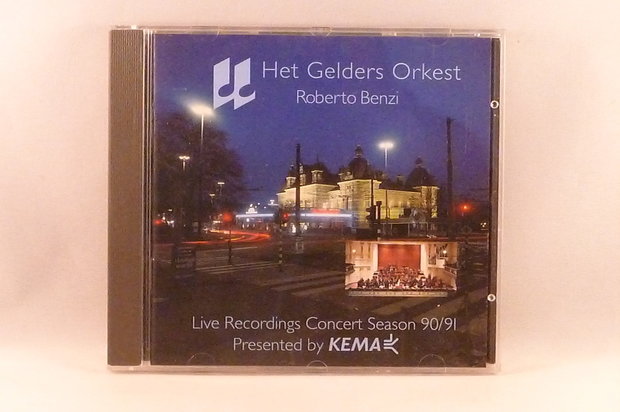 Het Gelders Orkest
Roberto Benzi
Live Recordings Concert Season 90/91
Presented by KEMA